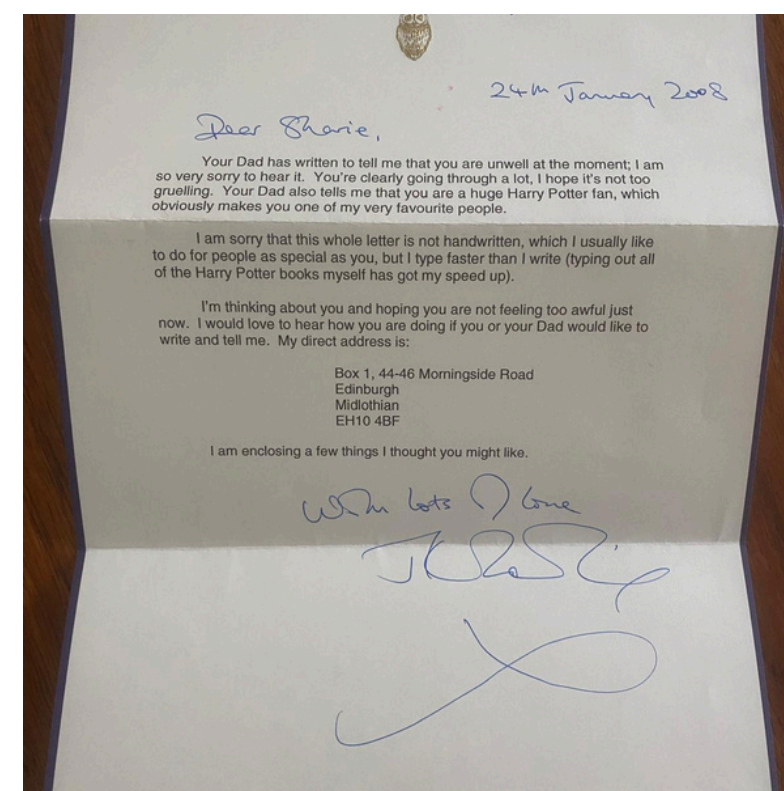 24th January 2008
Dear Sharie,
Your Dad has written to tell me that you are unwell at the moment; I am
so very sorry to hear it. You're clearly going through a lot, I hope it's not too
gruelling. Your Dad also tells me that you are a huge Harry Potter fan, which
obviously makes you one of my very favourite people.
I am sorry that this whole letter is not handwritten, which I usually like
to do for people as special as you, but I type faster than I write (typing out all
of the Harry Potter books myself has got my speed up).
I'm thinking about you and hoping you are not feeling too awful just
now. I would love to hear how you are doing if you or your Dad would like to
write and tell me. My direct address is:
Box 1, 44-46 Morningside Road
Edinburgh
Midlothian
EH10 4BF
I am enclosing a few things I thought you might like.
With lots of love
JKRowling
x